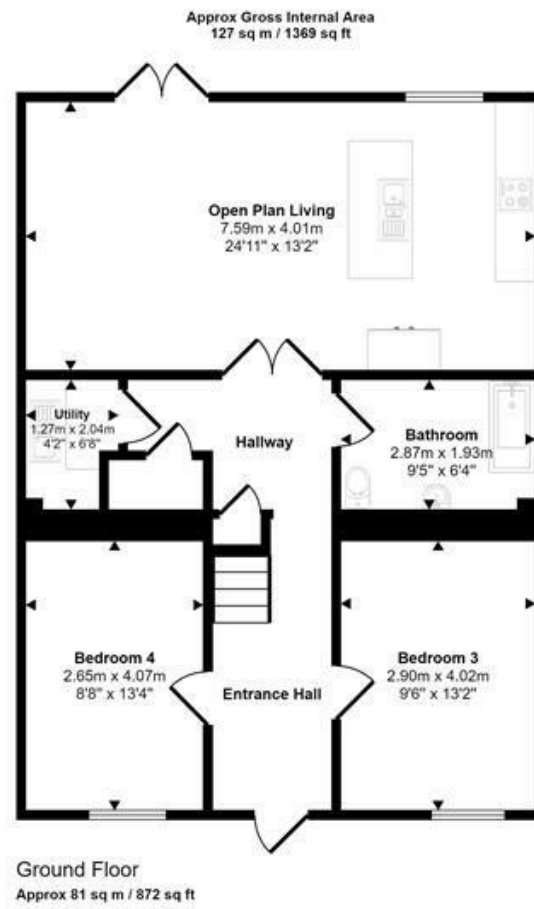 Approx Gross Internal Area
127 sq m / 1369 sq ft
Open Plan Living
7.59m x 4.01m
24'11" x 13'2"
Utility
1.27m x 2.04m
4'2" x 6'8"
Hallway
Bathroom
2.87m x 1.93m
9'5" x 6'4"
Bedroom 4
2.65m x 4.07m
8'8" x 13'4"
Entrance Hall
Bedroom 3
2.90m x 4.02m
9'6" x 13'2"
Ground Floor
Approx 81 sq m / 872 sq ft